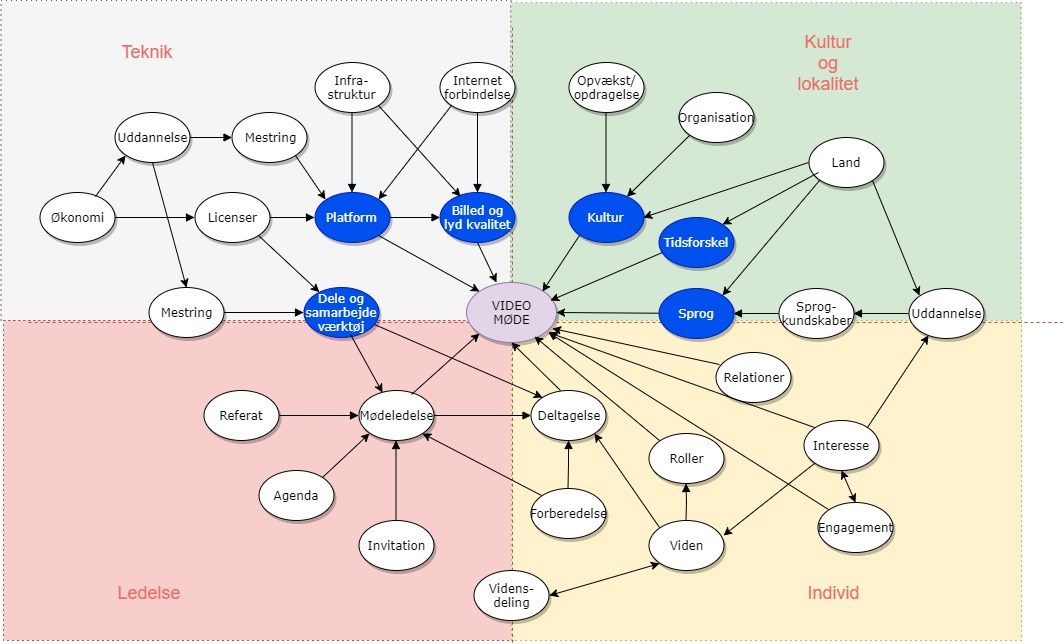 Teknik
Kultur
og
lokalitet
Infra-
struktur
Internet
forbindelse
Opvækst/
opdragelse
Organisation
Uddannelse
Mestring
Land
Økonomi
Licenser
Platform
Billed og
lyd kvalitet
Kultur
Tidsforskel
Mestring
Dele og
samarbejde
værktøj
VIDEO
MØDE
Sprog
Sprog-
kundskaber
Uddannelse
Relationer
Referat
Mødeledelse
Deltagelse
Interesse
Roller
Agenda
Forberedelse
Engagement
Invitation
Viden
Videns-
deling
Ledelse
Individ